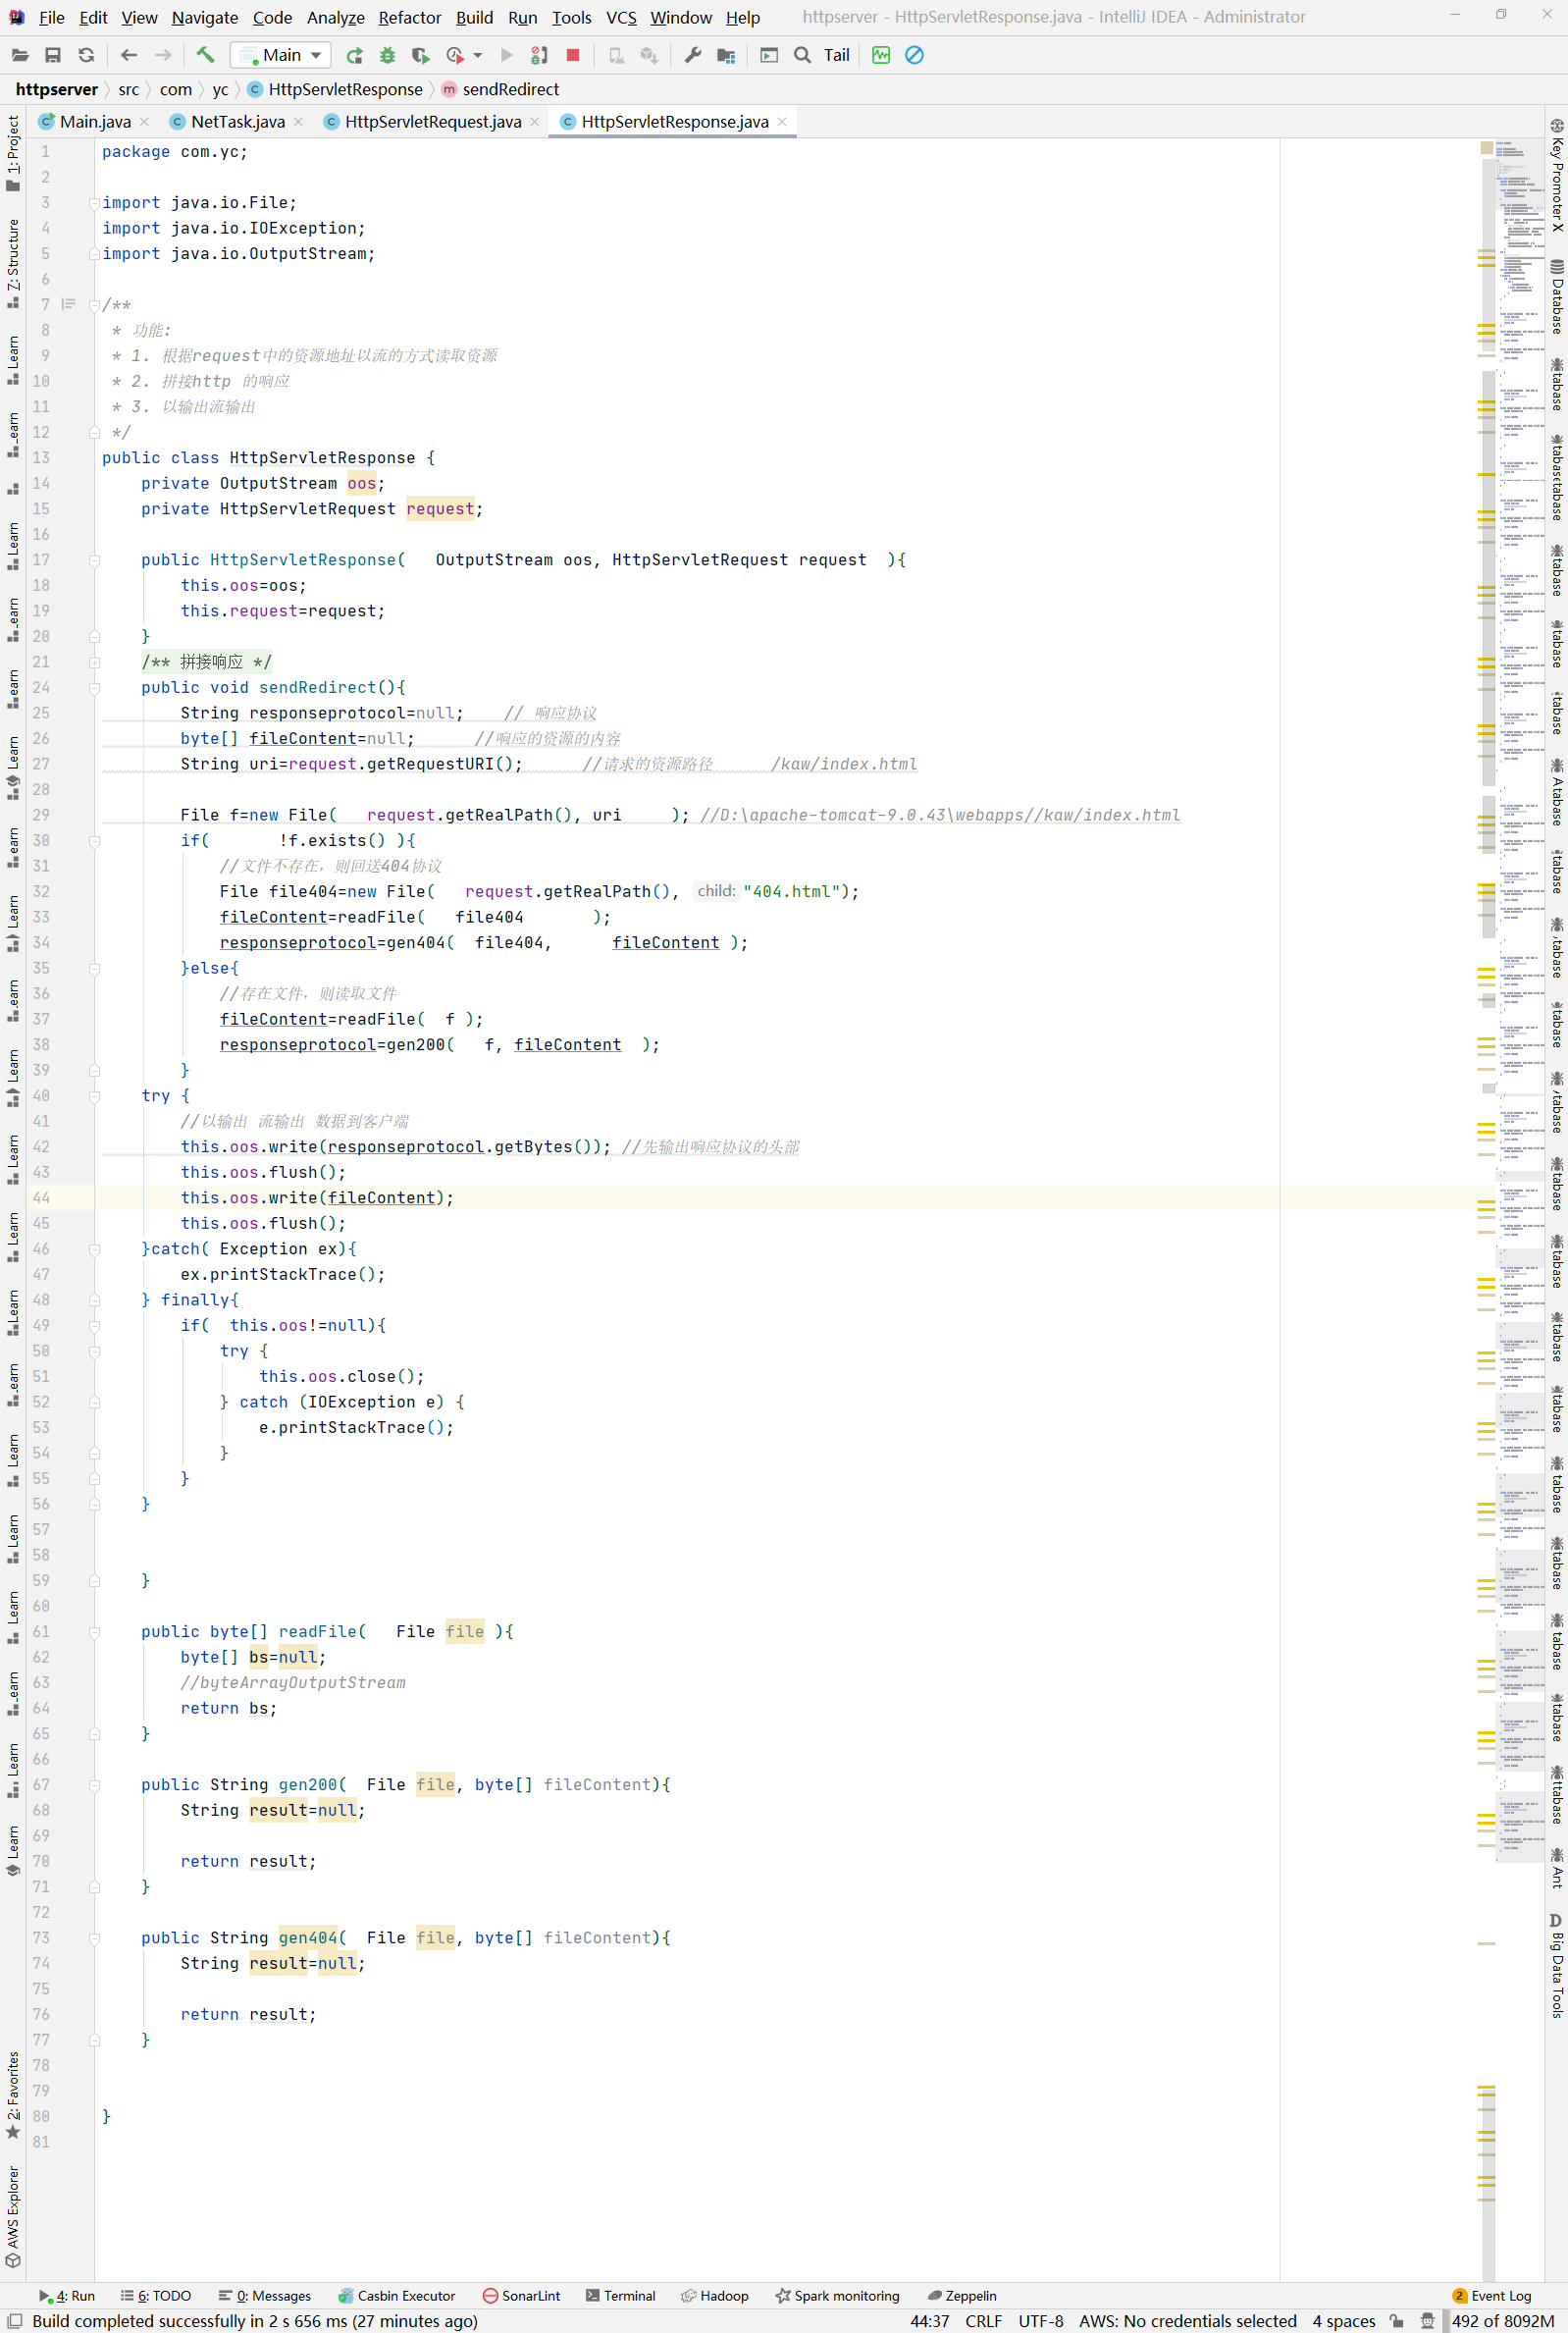 File Edit View Navigate Code Analyze Refactor Build Run Tools VCS Window Help httpserver - HttpServletResponse.java - IntelliJ IDEA - Administrator
Main Tail
httpserver src com yc HttpServletResponse sendRedirect
Main.java NetTask.java HttpServletRequest.java HttpServletResponse.java
1 package com.yc;
2
3 import java.io.File;
4 import java.io.IOException;
5 import java.io.OutputStream;
6
7 /**
8 * 功能:
9 * 1. 根据request中的资源地址以流的方式读取资源
10 * 2. 拼接http 的响应
11 * 3. 以输出流输出
12 */
13 public class HttpServletResponse {
14 private OutputStream oos;
15 private HttpServletRequest request;
16
17 public HttpServletResponse( OutputStream oos, HttpServletRequest request ){
18 this.oos=oos;
19 this.request=request;
20 }
21 /** 拼接响应 */
24 public void sendRedirect(){
25 String responseprotocol=null; // 响应协议
26 byte[] fileContent=null; //响应的资源的内容
27 String uri=request.getRequestURI(); //请求的资源路径 /kaw/index.html
28
29 File f=new File( request.getRealPath(), uri ); //D:\apache-tomcat-9.0.43\webapps//kaw/index.html
30 if( !f.exists() ){
31 //文件不存在，则回送404协议
32 File file404=new File( request.getRealPath(), child: "404.html");
33 fileContent=readFile( file404 );
34 responseprotocol=gen404( file404, fileContent );
35 }else{
36 //存在文件，则读取文件
37 fileContent=readFile( f );
38 responseprotocol=gen200( f, fileContent );
39 }
40 try {
41 //以输出 流输出 数据到客户端
42 this.oos.write(responseprotocol.getBytes()); //先输出响应协议的头部
43 this.oos.flush();
44 this.oos.write(fileContent);
45 this.oos.flush();
46 }catch( Exception ex){
47 ex.printStackTrace();
48 } finally{
49 if( this.oos!=null){
50 try {
51 this.oos.close();
52 } catch (IOException e) {
53 e.printStackTrace();
54 }
55 }
56 }
57
58
59 }
60
61 public byte[] readFile( File file ){
62 byte[] bs=null;
63 //byteArrayOutputStream
64 return bs;
65 }
66
67 public String gen200( File file, byte[] fileContent){
68 String result=null;
69
70 return result;
71 }
72
73 public String gen404( File file, byte[] fileContent){
74 String result=null;
75
76 return result;
77 }
78
79
80 }
81
1: Project
7: Structure
Learn
Learn
Learn
Learn
Learn
Learn
Learn
2: Favorites
AWS Explorer
Key Promoter X
Database
Ant
Big Data Tools
4: Run 6: TODO 0: Messages Casbin Executor SonarLint Terminal Hadoop Spark monitoring Zeppelin 2 Event Log
Build completed successfully in 2 s 656 ms (27 minutes ago) 44:37 CRLF UTF-8 AWS: No credentials selected 4 spaces 492 of 8092M